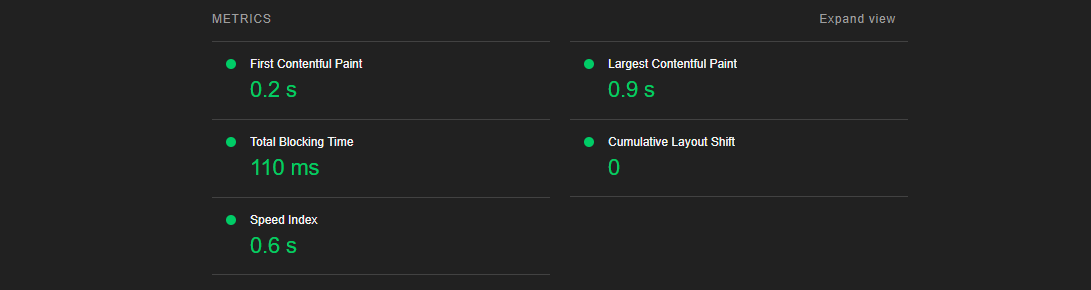 METRICS
Expand view
First Contentful Paint
0.2 s
Largest Contentful Paint
0.9 s
Total Blocking Time
110 ms
Cumulative Layout Shift
0
Speed Index
0.6 s